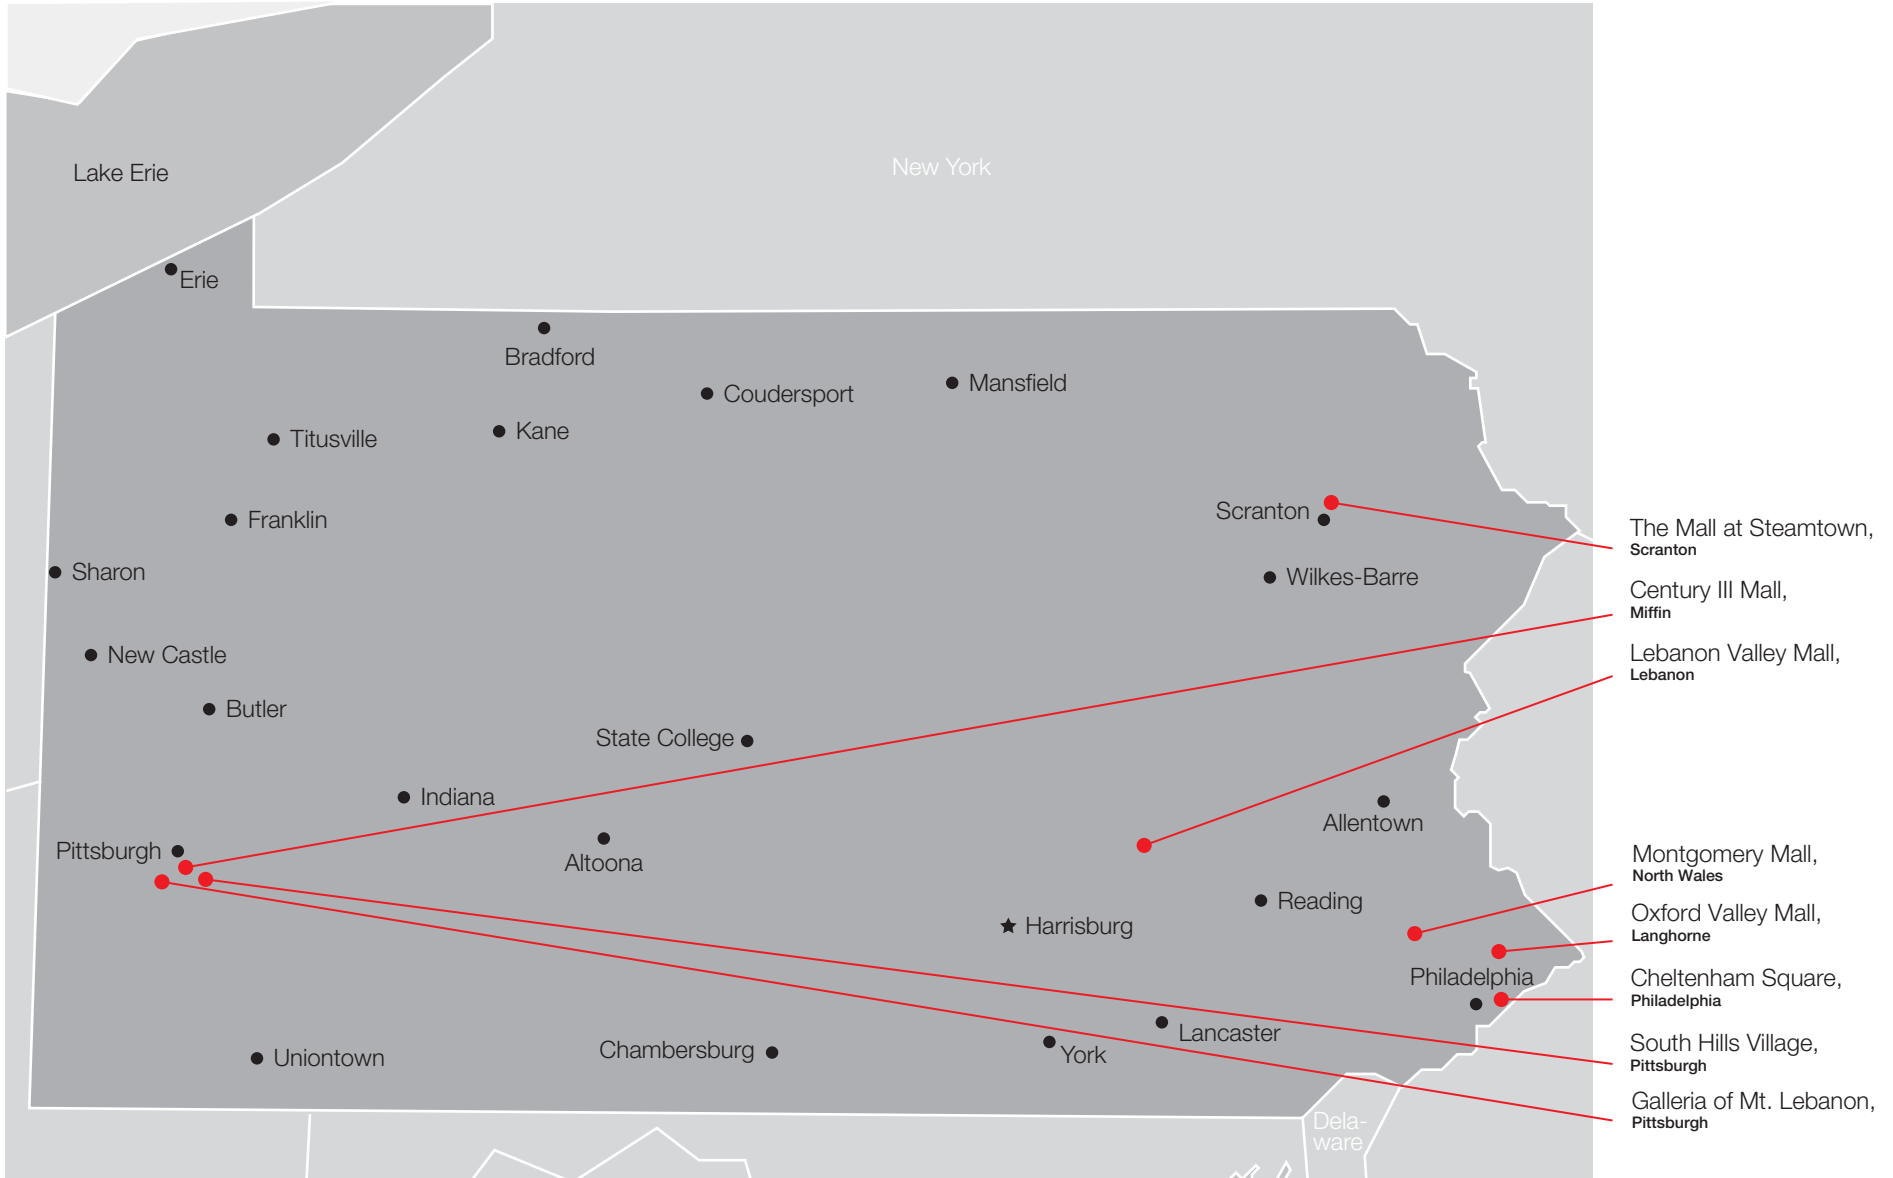 Lake Erie
New York
Erie
Bradford
Coudersport
Mansfield
Titusville
Kane
Franklin
Scranton
Sharon
Wilkes-Barre
New Castle
Butler
State College
Indiana
Allentown
Pittsburgh
Altoona
Reading
Harrisburg
Philadelphia
Lancaster
York
Chambersburg
Uniontown
Dela-
ware
The Mall at Steamtown,
Scranton
Century III Mall,
Miffin
Lebanon Valley Mall,
Lebanon
Montgomery Mall,
North Wales
Oxford Valley Mall,
Langhorne
Cheltenham Square,
Philadelphia
South Hills Village,
Pittsburgh
Galleria of Mt. Lebanon,
Pittsburgh